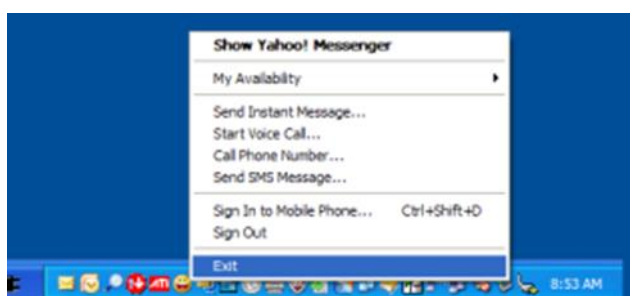 Show Yahoo! Messenger
My Availability
Send Instant Message...
Start Voice Call...
Call Phone Number...
Send SMS Message...
Sign In to Mobile Phone... Ctrl+Shift+D
Sign Out
Exit
ATI 8:53 AM